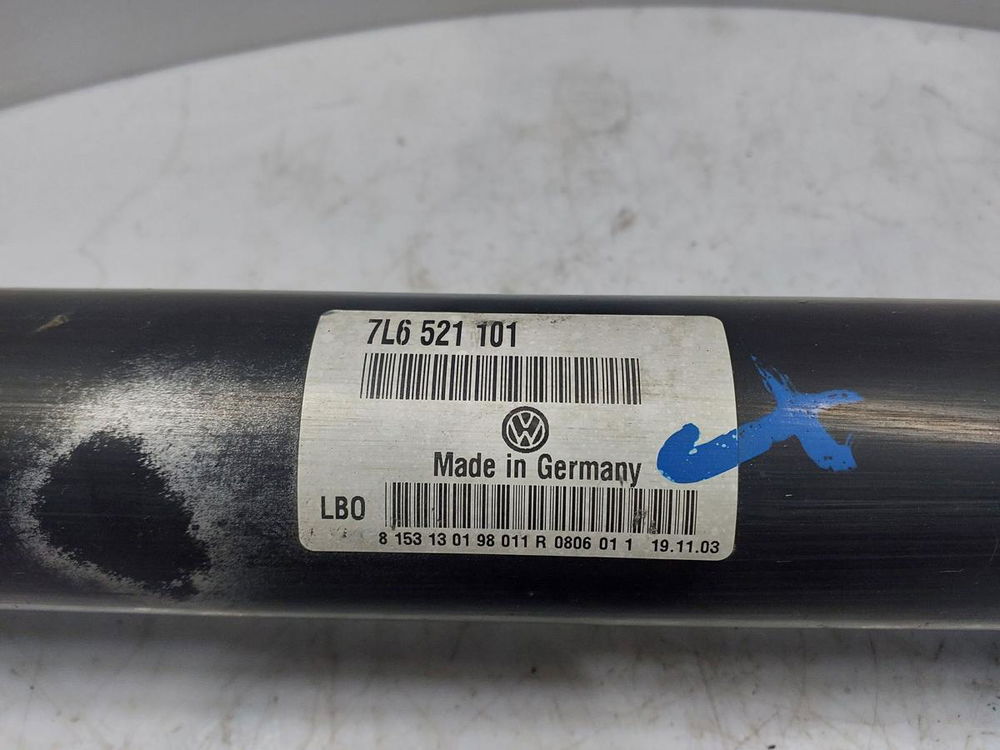 7L6 521 101
Made in Germany
LBO
8 153 13 01 98 011 R 0806 01 1 19.11.03